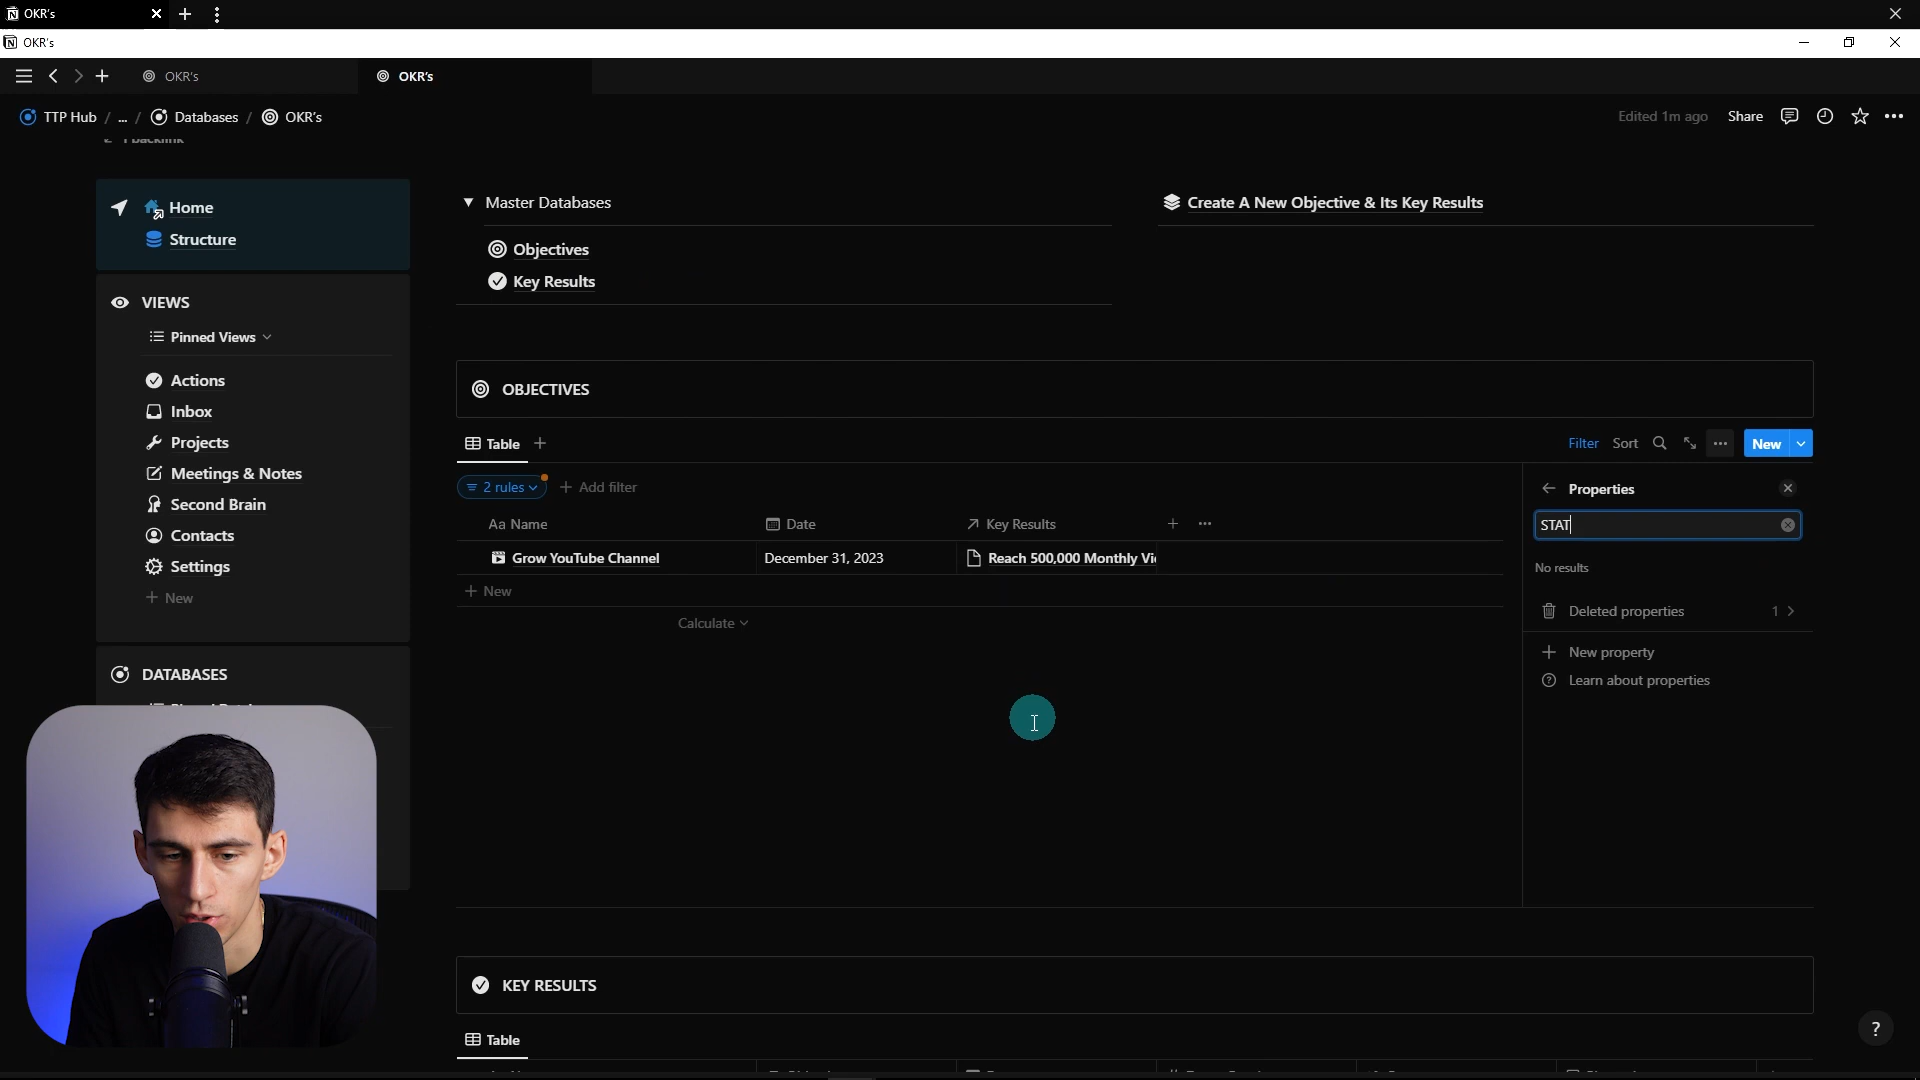 OKR's
OKR's
OKR's
OKR's
TTP Hub / ... / Databases / OKR's
Edited 1m ago
Share
1 backlink
Home
Structure
VIEWS
Pinned Views
Actions
Inbox
Projects
Meetings & Notes
Second Brain
Contacts
Settings
New
DATABASES
Master Databases
Objectives
Key Results
Create A New Objective & Its Key Results
OBJECTIVES
Table
Filter
Sort
New
2 rules
Add filter
Aa Name
Date
Key Results
Grow YouTube Channel
December 31, 2023
Reach 500,000 Monthly Vi
New
Calculate
Properties
STAT
No results
Deleted properties
1
New property
Learn about properties
KEY RESULTS
Table
?